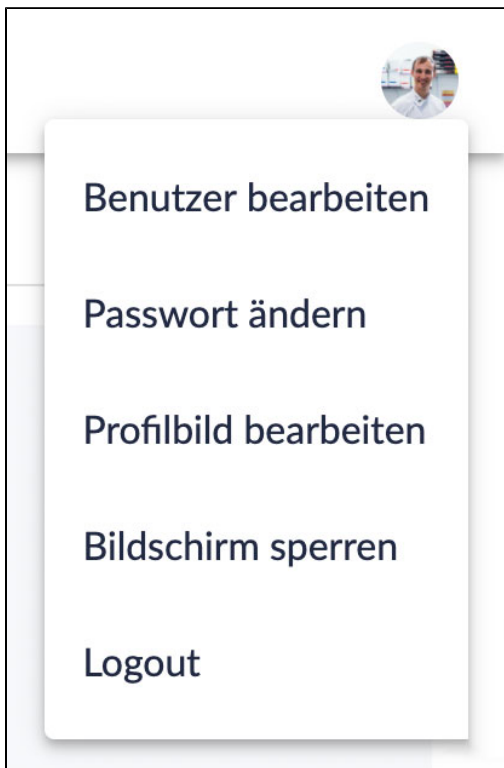 Benutzer bearbeiten
Passwort ändern
Profilbild bearbeiten
Bildschirm sperren
Logout